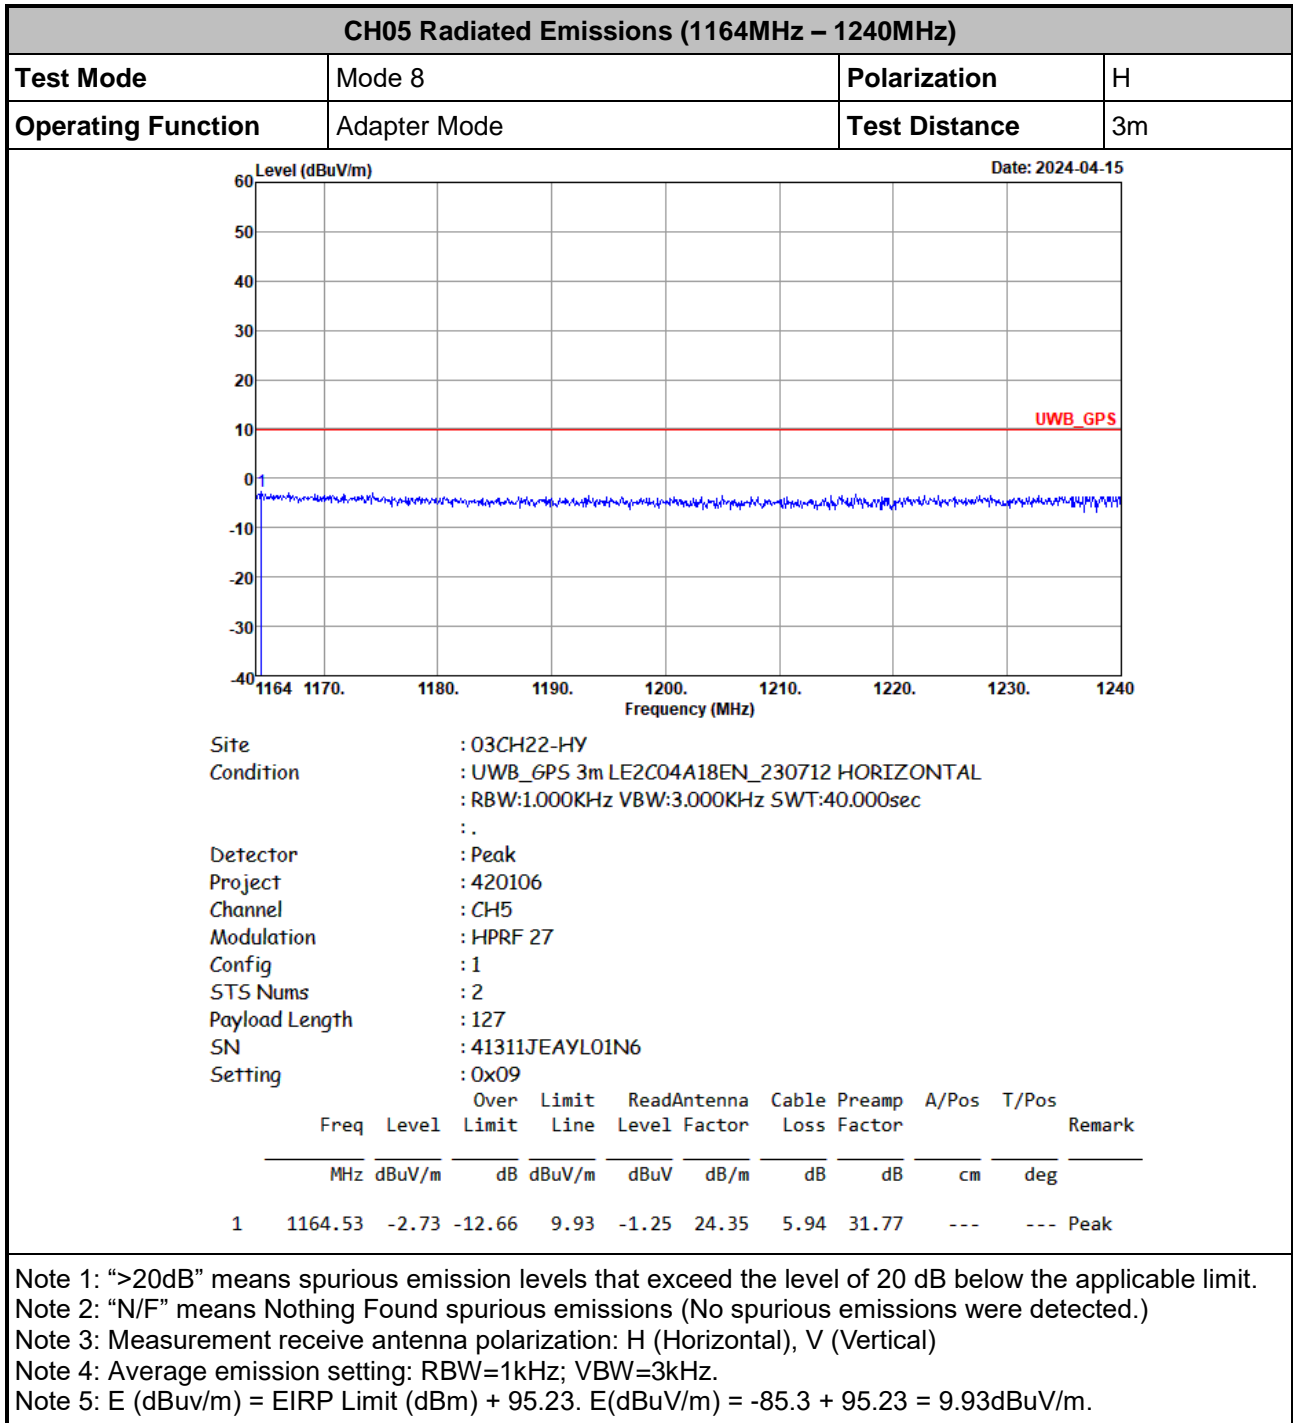 CH05 Radiated Emissions (1164MHz – 1240MHz)
Test Mode Mode 8 Polarization H
Operating Function Adapter Mode Test Distance 3m
Level (dBuV/m) Date: 2024-04-15
60
50
40
30
20
UWB_GPS
10
0
1
-10
-20
-30
-40
1164 1170. 1180. 1190. 1200. 1210. 1220. 1230. 1240
Frequency (MHz)
Site : 03CH22-HY
Condition : UWB_GPS 3m LE2C04A18EN_230712 HORIZONTAL
: RBW:1.000KHz VBW:3.000KHz SWT:40.000sec
: .
Detector : Peak
Project : 420106
Channel : CH5
Modulation : HPRF 27
Config : 1
STS Nums : 2
Payload Length : 127
SN : 41311JEAYL01N6
Setting : 0x09
Over Limit ReadAntenna Cable Preamp A/Pos T/Pos
Freq Level Limit Line Level Factor Loss Factor Remark
MHz dBuV/m dB dBuV/m dBuV dB/m dB dB cm deg
1 1164.53 -2.73 -12.66 9.93 -1.25 24.35 5.94 31.77 --- --- Peak
Note 1: “>20dB” means spurious emission levels that exceed the level of 20 dB below the applicable limit.
Note 2: “N/F” means Nothing Found spurious emissions (No spurious emissions were detected.)
Note 3: Measurement receive antenna polarization: H (Horizontal), V (Vertical)
Note 4: Average emission setting: RBW=1kHz; VBW=3kHz.
Note 5: E (dBuv/m) = EIRP Limit (dBm) + 95.23. E(dBuV/m) = -85.3 + 95.23 = 9.93dBuV/m.